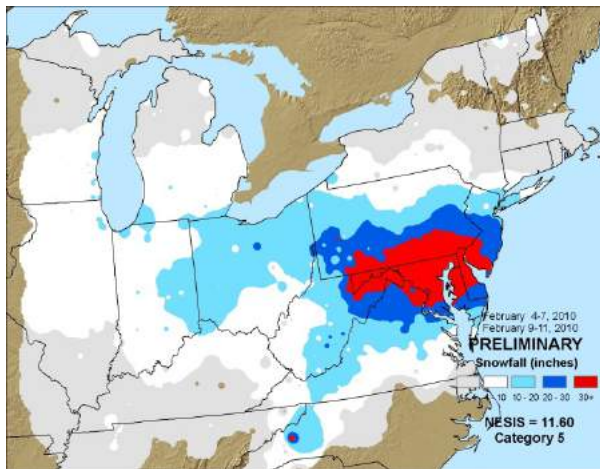 February 4-7, 2010
February 9-11, 2010
PRELIMINARY
Snowfall (inches)
10 10 - 20 20 - 30 30+
NESIS = 11.60
Category 5